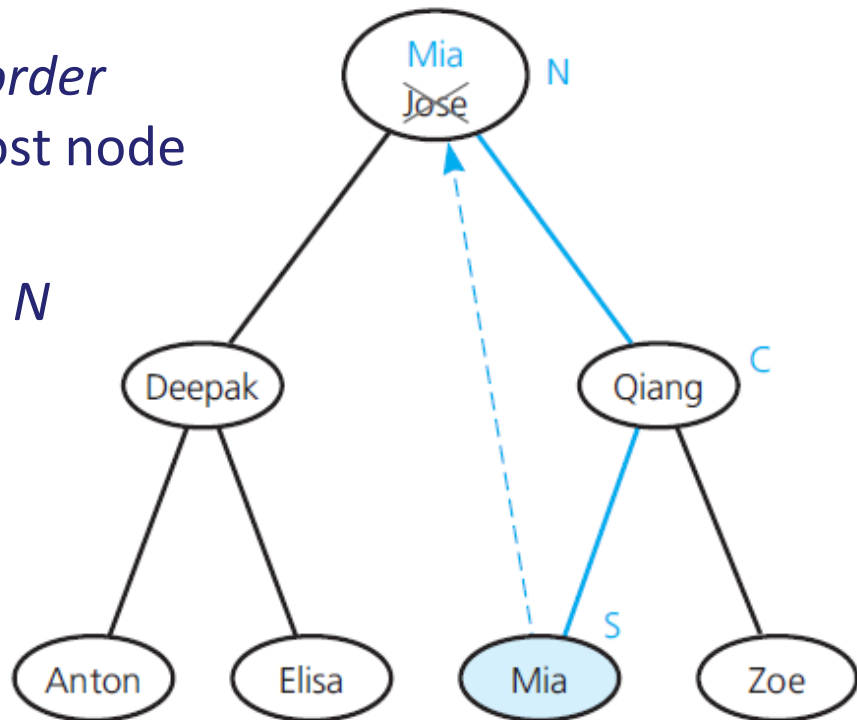 order
ost node
N
Mia
Jose
N
Deepak
Qiang
C
Anton
Elisa
Mia
S
Zoe